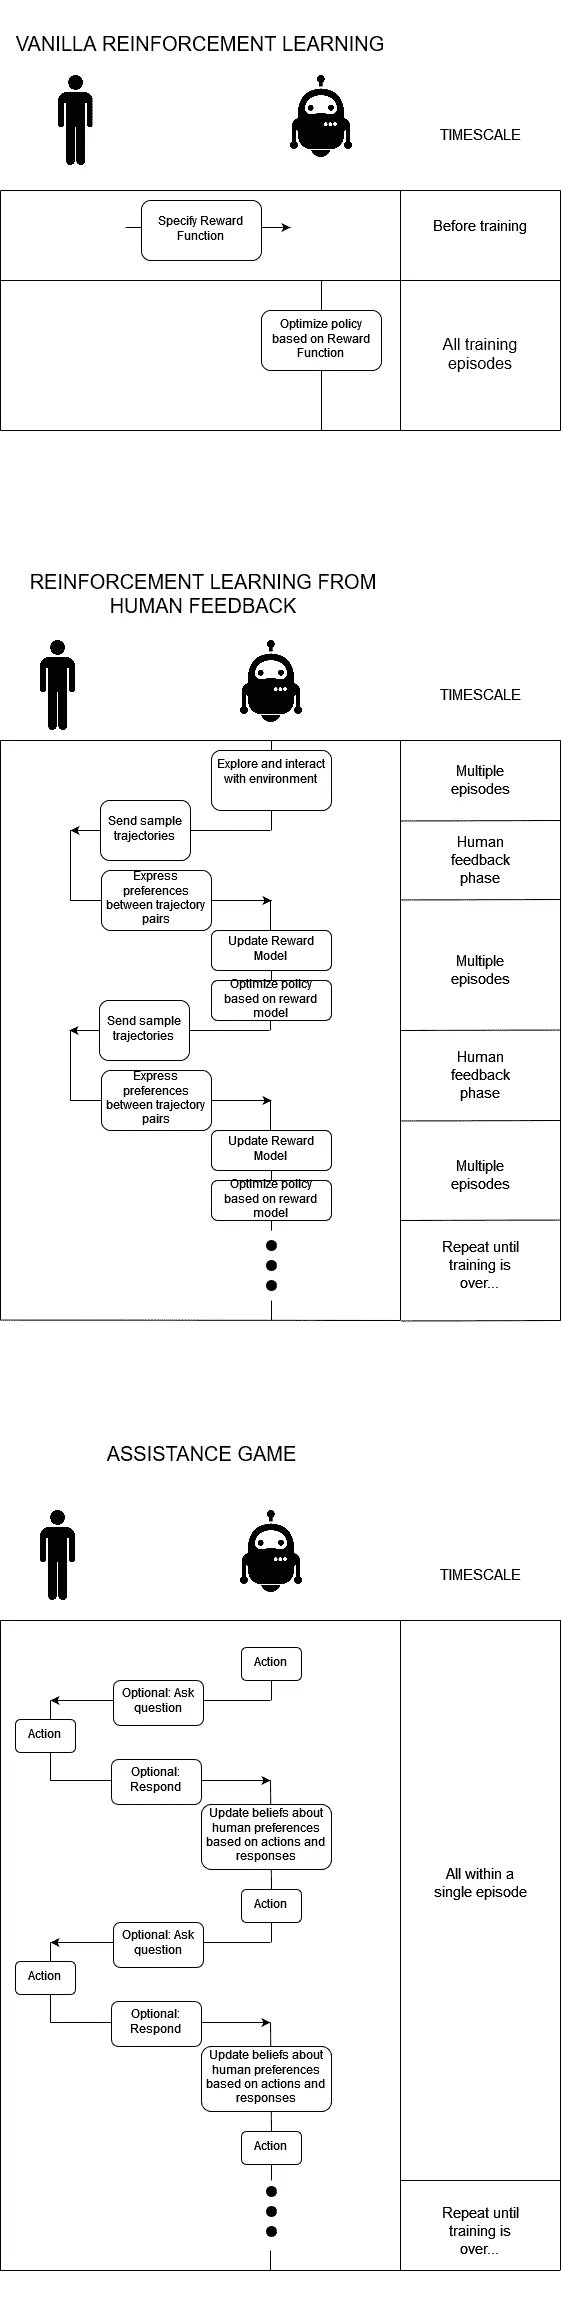 VANILLA REINFORCEMENT LEARNING
TIMESCALE
Specify Reward
Function
Before training
Optimize policy
based on Reward
Function
All training
episodes
REINFORCEMENT LEARNING FROM
HUMAN FEEDBACK
TIMESCALE
Explore and interact
with environment
Multiple
episodes
Send sample
trajectories
Human
feedback
phase
Express
preferences
between trajectory
pairs
Update Reward
Model
Multiple
episodes
Optimize policy
based on reward
model
Send sample
trajectories
Human
feedback
phase
Express
preferences
between trajectory
pairs
Update Reward
Model
Multiple
episodes
Optimize policy
based on reward
model
Repeat until
training is
over...
ASSISTANCE GAME
TIMESCALE
Action
Optional: Ask
question
Action
Optional:
Respond
Update beliefs about
human preferences
based on actions and
responses
All within a
single episode
Action
Optional: Ask
question
Action
Optional:
Respond
Update beliefs about
human preferences
based on actions and
responses
Action
Repeat until
training is
over...